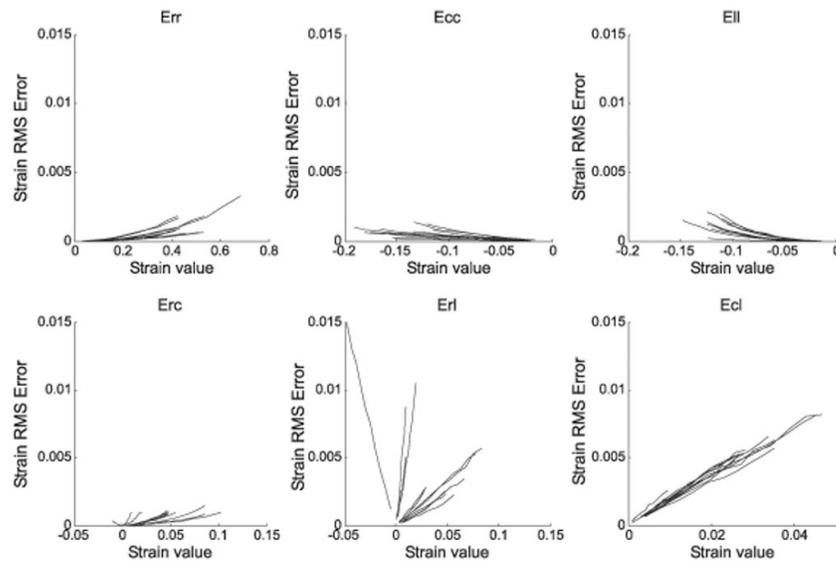 Err
Ecc
Ell
0.015
0.01
0.005
0
Strain RMS Error
0
0.2
0.4
0.6
0.8
Strain value
0.015
0.01
0.005
0
Strain RMS Error
-0.2
-0.15
-0.1
-0.05
0
Strain value
0.015
0.01
0.005
0
Strain RMS Error
-0.2
-0.15
-0.1
-0.05
0
Strain value
Erc
Erl
Ecl
0.015
0.01
0.005
0
Strain RMS Error
-0.05
0
0.05
0.1
0.15
Strain value
0.015
0.01
0.005
0
Strain RMS Error
-0.05
0
0.05
0.1
0.15
Strain value
0.015
0.01
0.005
0
Strain RMS Error
0
0.02
0.04
Strain value